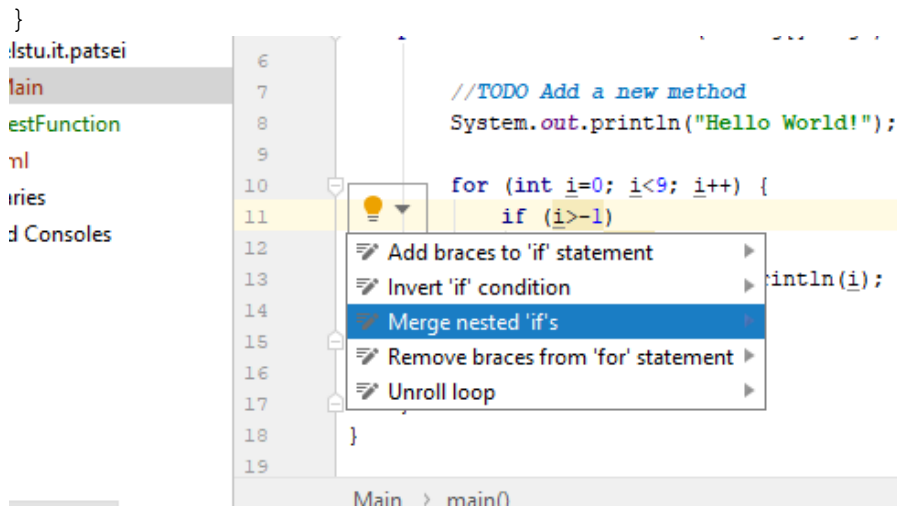 }
elstu.it.patsei
Main
estFunction
ml
aries
d Consoles
6
7 //TODO Add a new method
8 System.out.println("Hello World!");
9
10 for (int i=0; i<9; i++) {
11 if (i>-1)
12
Add braces to 'if' statement
13 intln(i);
Invert 'if' condition
14
Merge nested 'if's
15
Remove braces from 'for' statement
16
Unroll loop
17
18 }
19
Main > main()